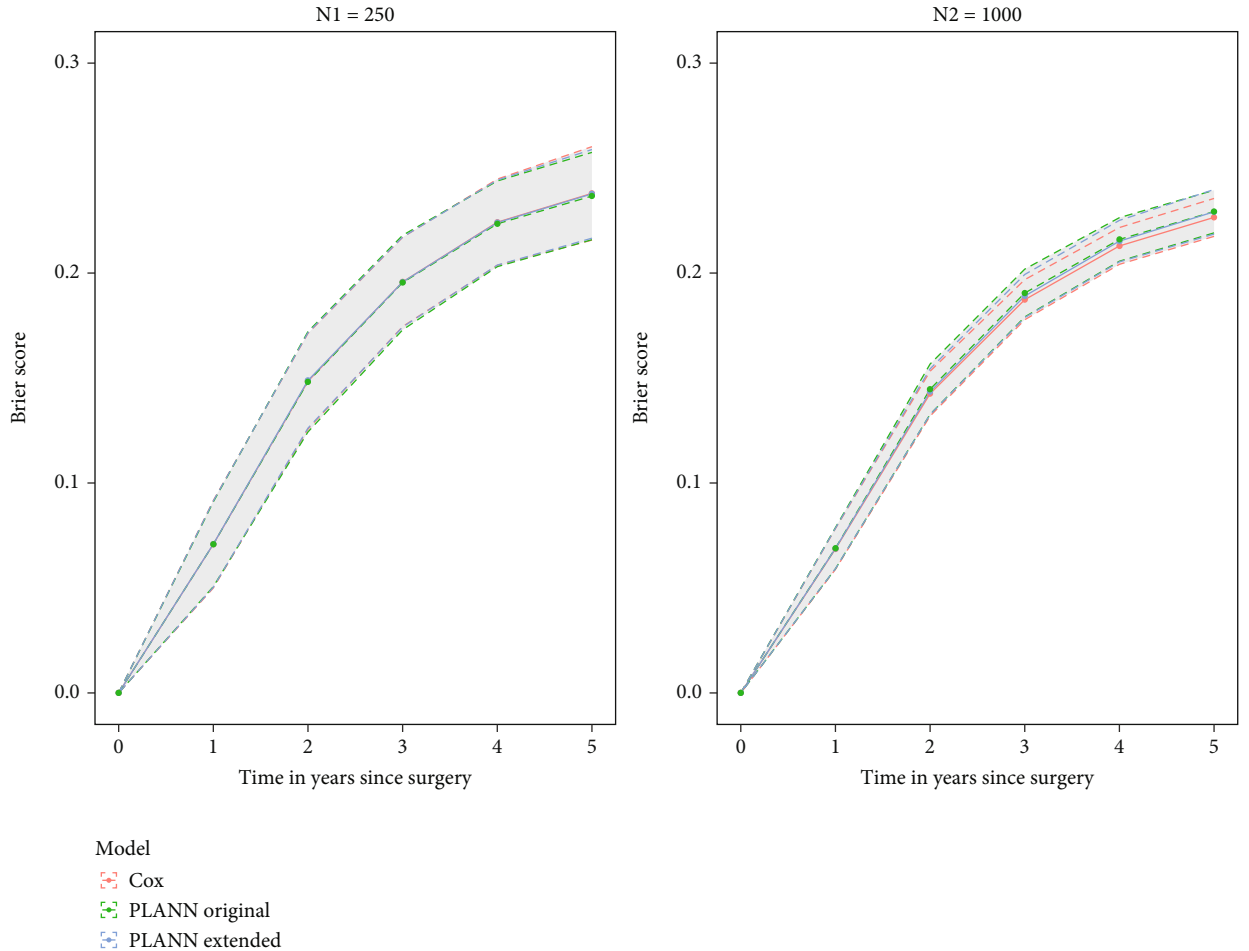 N1 = 250
0.3
0.2
0.1
0.0
Brier score
0 1 2 3 4 5
Time in years since surgery
N2 = 1000
0.3
0.2
0.1
0.0
Brier score
0 1 2 3 4 5
Time in years since surgery
Model
Cox
PLANN original
PLANN extended